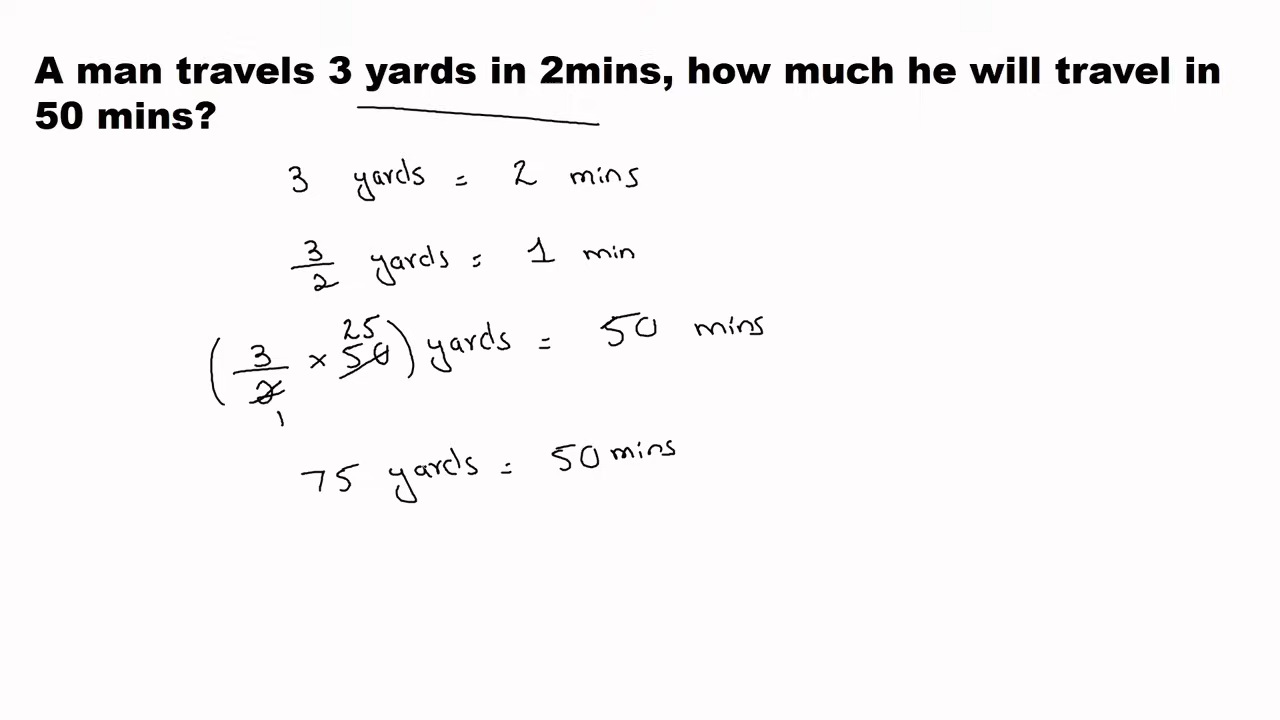 A man travels 3 yards in 2mins, how much he will travel in
50 mins?
3 yards = 2 mins
3/2 yards = 1 min
25
(3/2 × 50) yards = 50 mins
1
75 yards = 50 mins